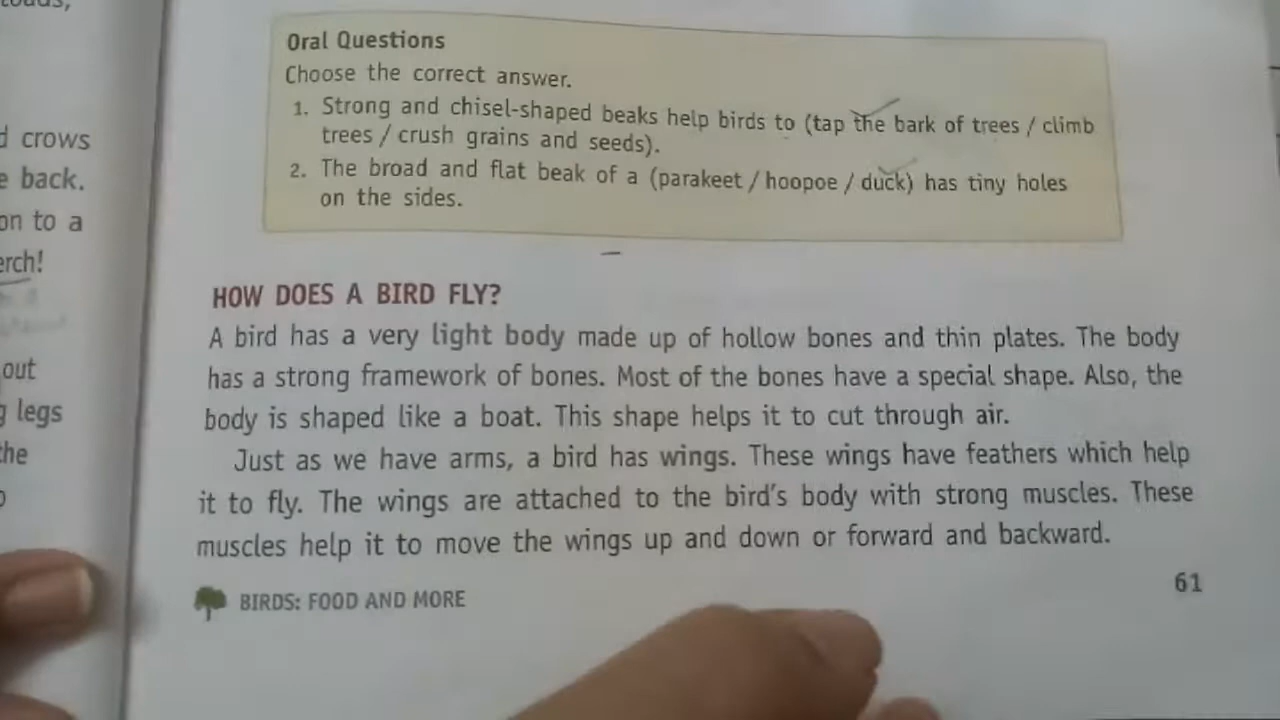 d crows
e back.
on to a
erch!
out
g legs
the
Oral Questions
Choose the correct answer.
1. Strong and chisel-shaped beaks help birds to (tap the bark of trees / climb
trees / crush grains and seeds).
2. The broad and flat beak of a (parakeet / hoopoe / duck) has tiny holes
on the sides.
HOW DOES A BIRD FLY?
A bird has a very light body made up of hollow bones and thin plates. The body
has a strong framework of bones. Most of the bones have a special shape. Also, the
body is shaped like a boat. This shape helps it to cut through air.
Just as we have arms, a bird has wings. These wings have feathers which help
it to fly. The wings are attached to the bird's body with strong muscles. These
muscles help it to move the wings up and down or forward and backward.
BIRDS: FOOD AND MORE
61